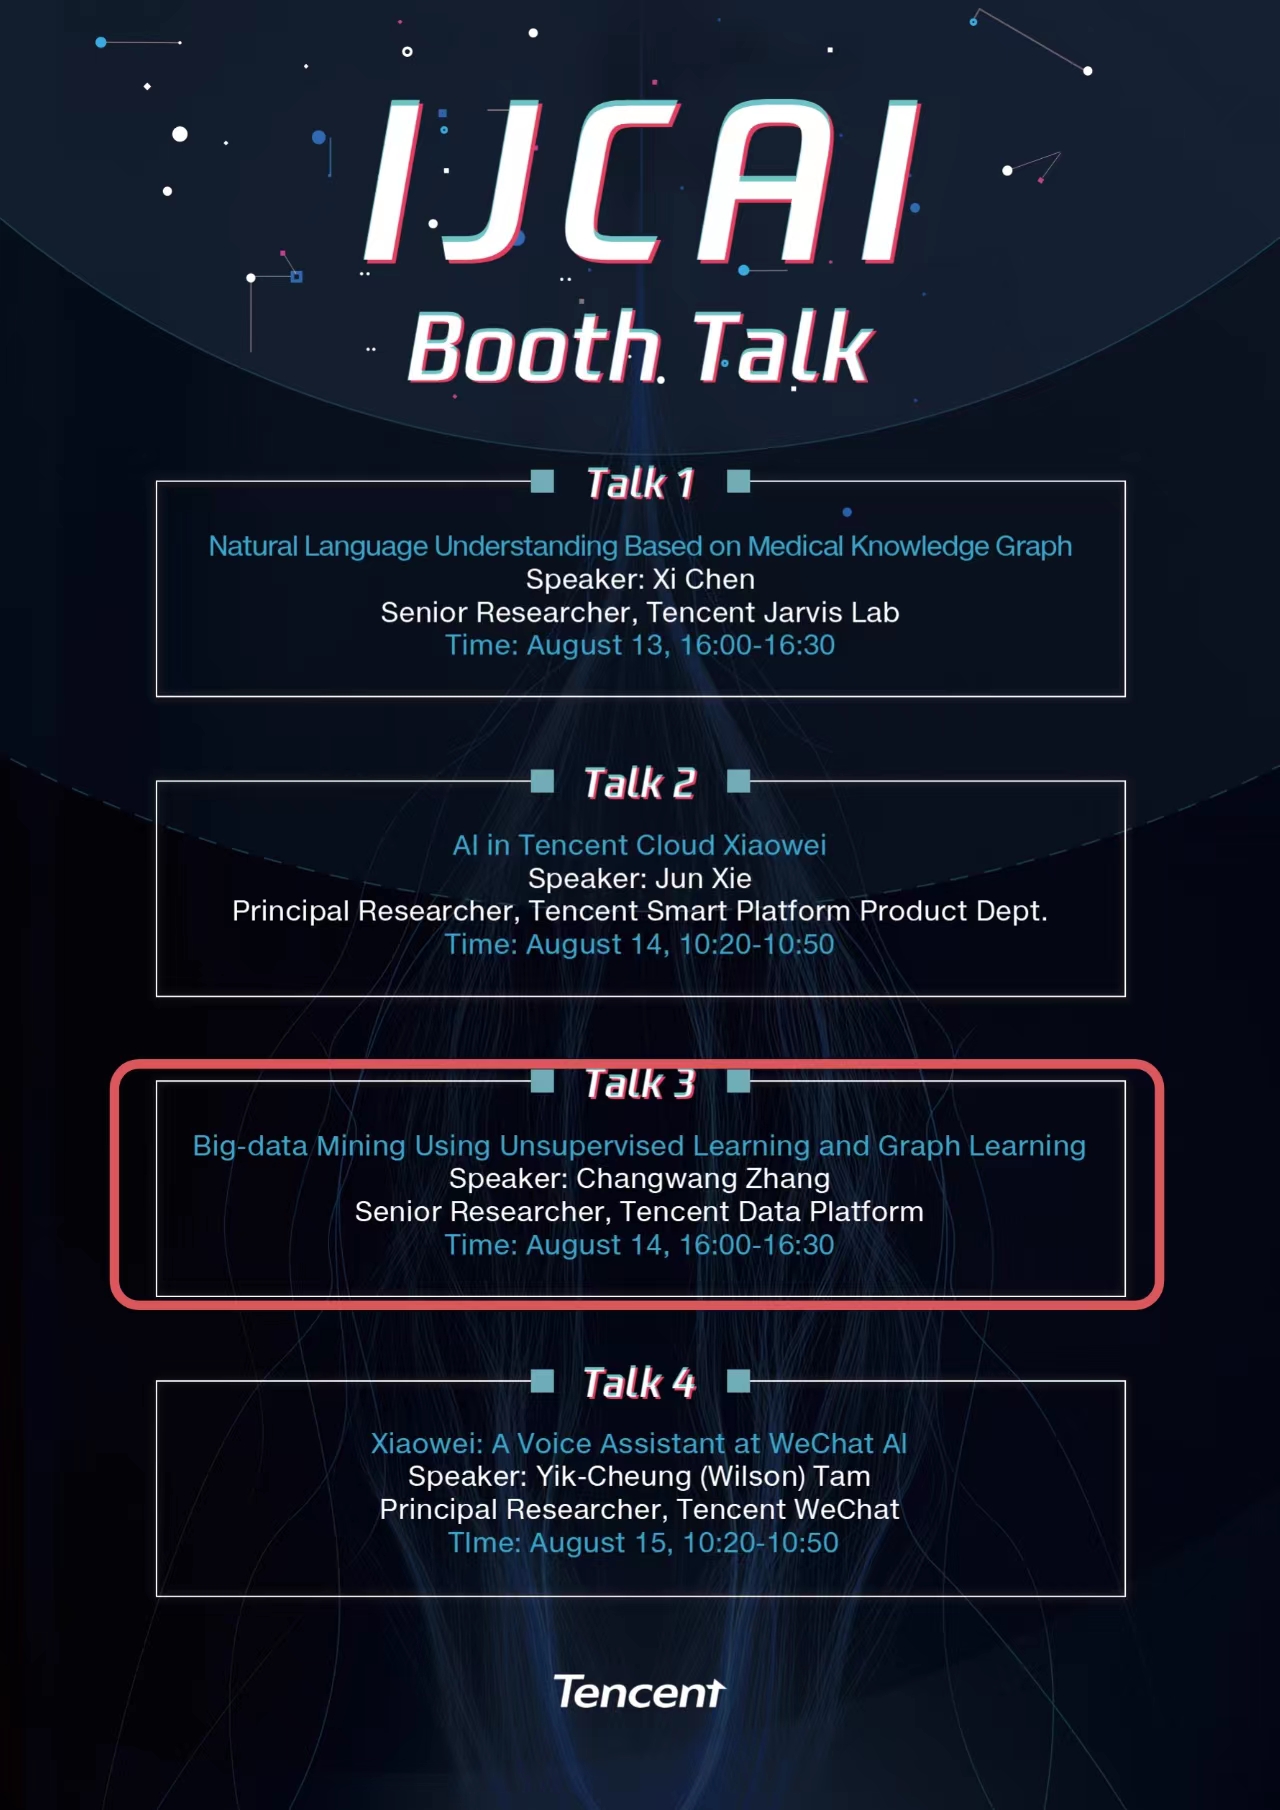 IJCAI
Booth Talk
Talk 1
Natural Language Understanding Based on Medical Knowledge Graph
Speaker: Xi Chen
Senior Researcher, Tencent Jarvis Lab
Time: August 13, 16:00-16:30
Talk 2
AI in Tencent Cloud Xiaowei
Speaker: Jun Xie
Principal Researcher, Tencent Smart Platform Product Dept.
Time: August 14, 10:20-10:50
Talk 3
Big-data Mining Using Unsupervised Learning and Graph Learning
Speaker: Changwang Zhang
Senior Researcher, Tencent Data Platform
Time: August 14, 16:00-16:30
Talk 4
Xiaowei: A Voice Assistant at WeChat AI
Speaker: Yik-Cheung (Wilson) Tam
Principal Researcher, Tencent WeChat
TIme: August 15, 10:20-10:50
Tencent